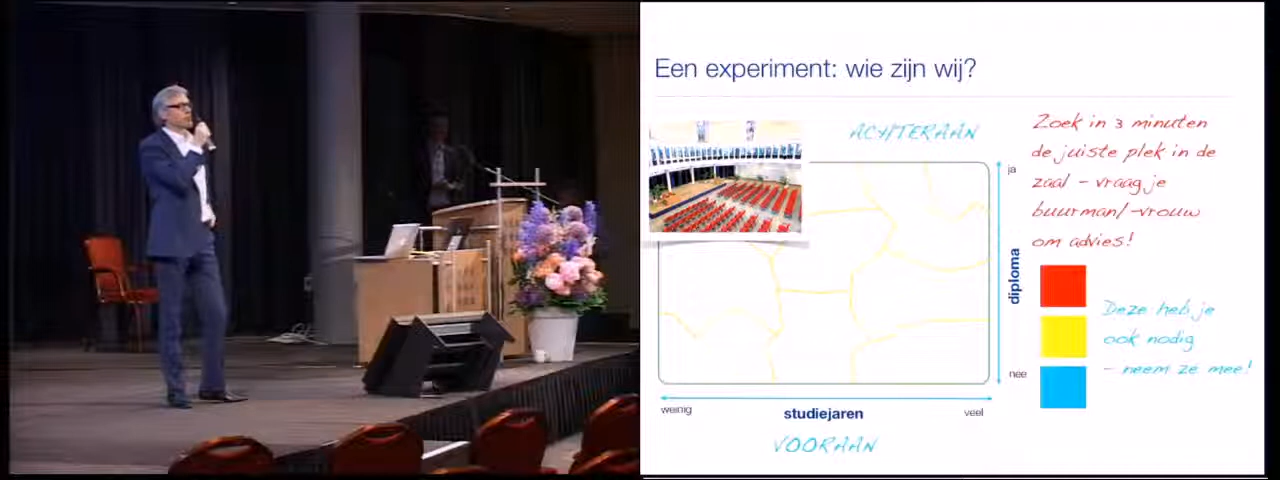 Een experiment: wie zijn wij?
ACHTERAAN
Zoek in 3 minuten
de juiste plek in de
zaal – vraag je
buurman/-vrouw
om advies!
ja
diploma
nee
Deze heb je
ook nodig
– neem ze mee!
weinig
studiejaren
veel
VOORAAN